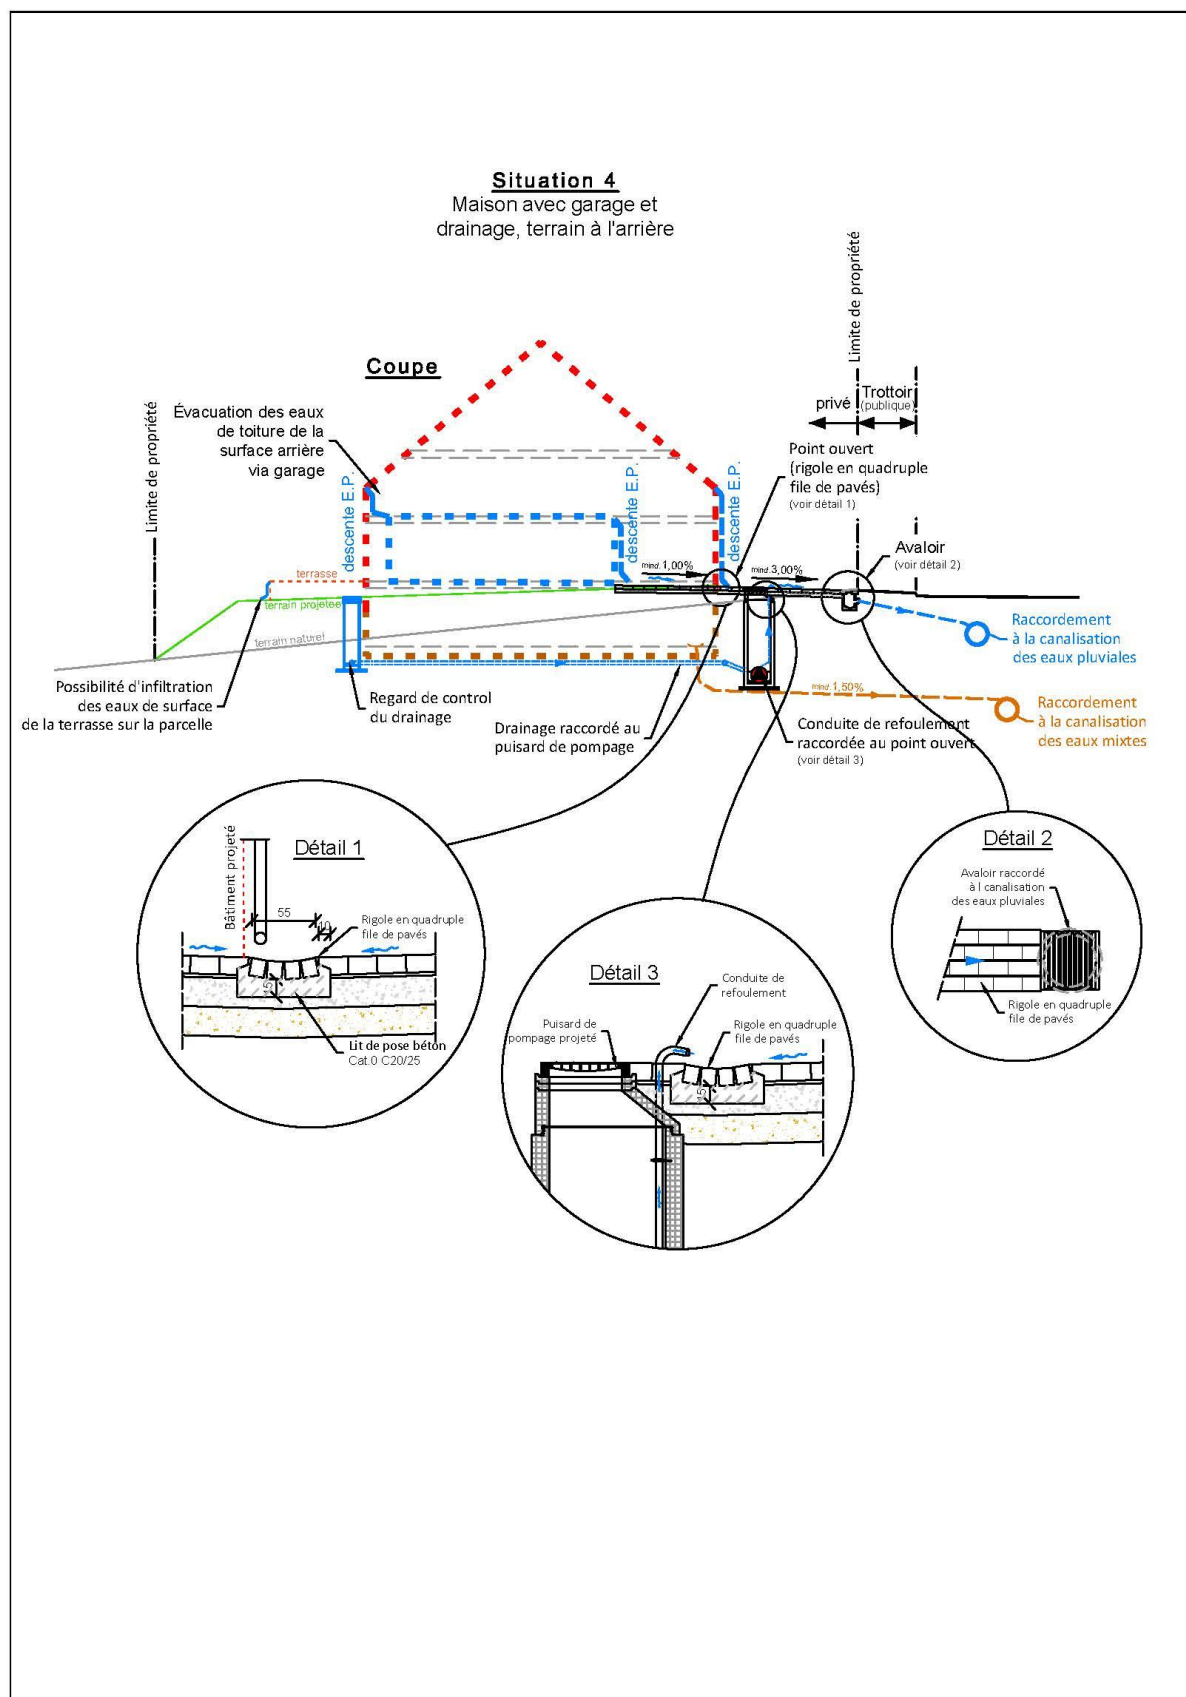 Situation 4
Maison avec garage et
drainage, terrain à l'arrière
Coupe
Limite de propriété
Évacuation des eaux
de toiture de la
surface arrière
via garage
descente E.P.
descente E.P.
descente E.P.
Limite de propriété
privé
Trottoir
(publique)
Point ouvert
(rigole en quadruple
file de pavés)
(voir détail 1)
mind.1,00%
mind.3,00%
Avaloir
(voir détail 2)
terrasse
terrain projetée
terrain naturel
Raccordement
à la canalisation
des eaux pluviales
Possibilité d'infiltration
des eaux de surface
de la terrasse sur la parcelle
Regard de control
du drainage
Drainage raccordé au
puisard de pompage
mind.1,50%
Conduite de refoulement
raccordée au point ouvert
(voir détail 3)
Raccordement
à la canalisation
des eaux mixtes
Détail 1
Bâtiment projeté
55
10
Rigole en quadruple
file de pavés
15
Lit de pose béton
Cat.0 C20/25
Détail 2
Avaloir raccordé
à l canalisation
des eaux pluviales
Rigole en quadruple
file de pavés
Détail 3
Conduite de
refoulement
Puisard de
pompage projeté
Rigole en quadruple
file de pavés
15